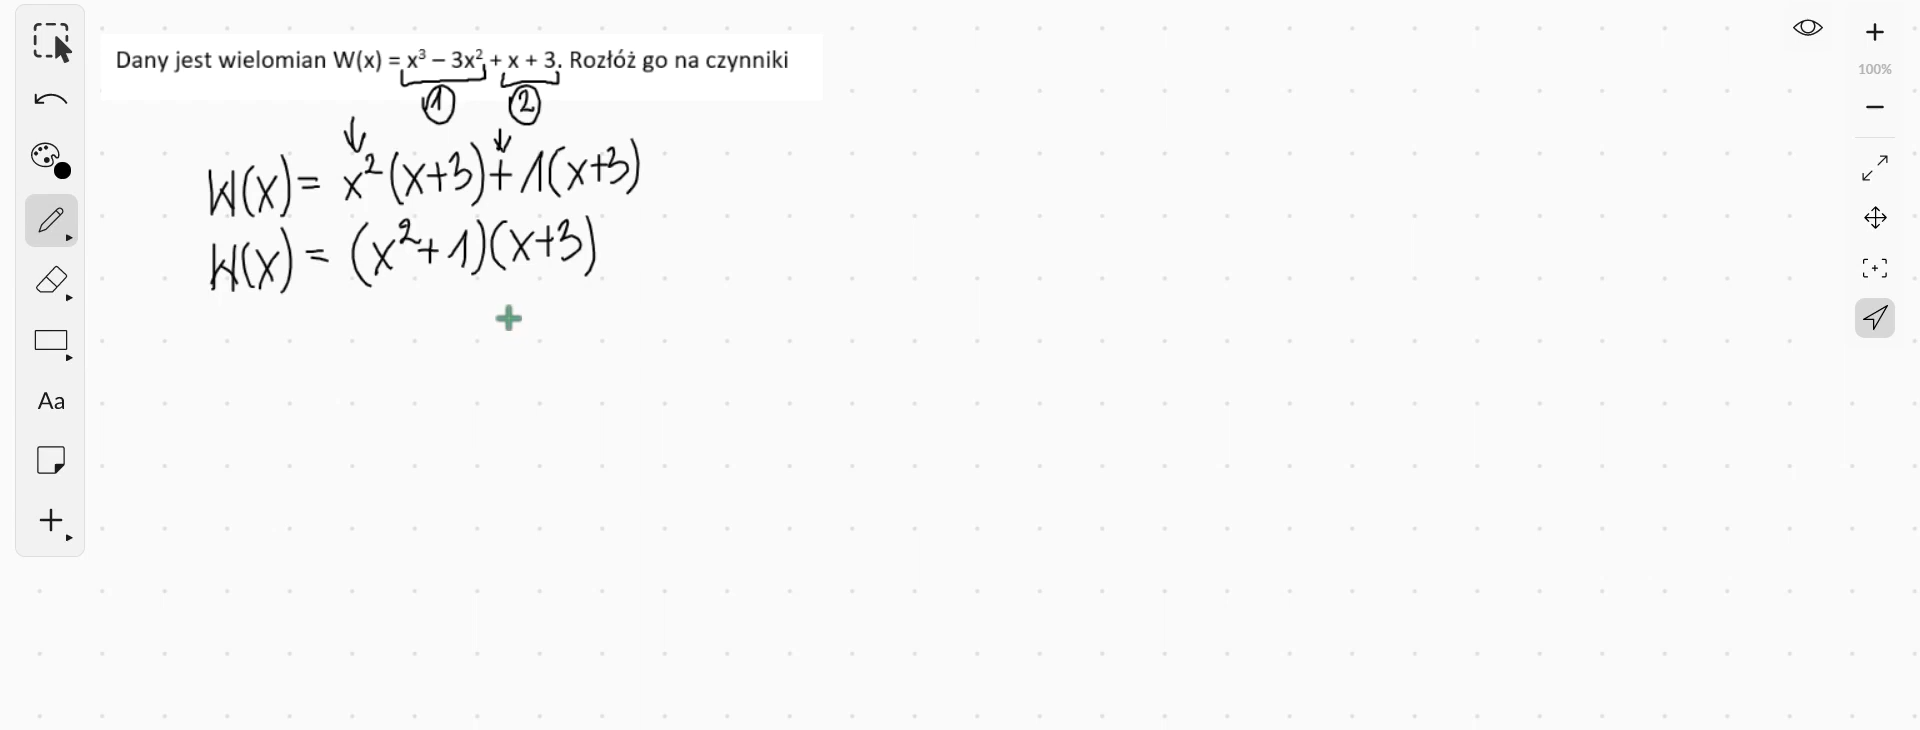 Dany jest wielomian W(x) = x³ – 3x² + x + 3. Rozłóż go na czynniki
1 2
W(x) = x²(x+3)+1(x+3)
W(x) = (x²+1)(x+3)
100%
Aa